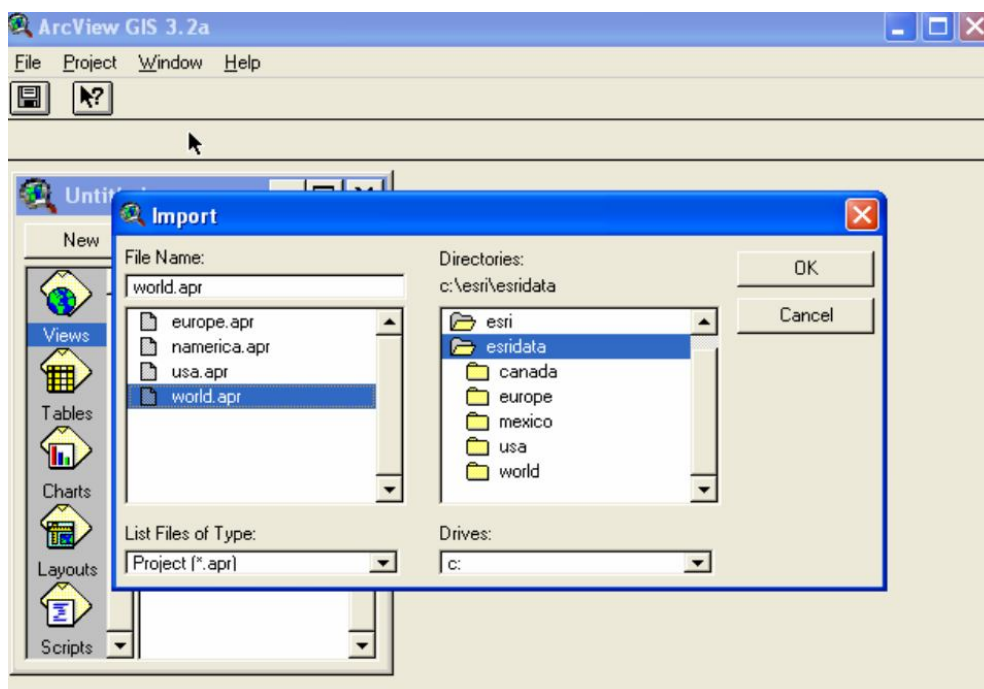 ArcView GIS 3.2a
File Project Window Help
Untit
New
Views
Tables
Charts
Layouts
Scripts
Import
File Name:
world.apr
europe.apr
namerica.apr
usa.apr
world.apr
List Files of Type:
Project (*.apr)
Directories:
c:\esri\esridata
esri
esridata
canada
europe
mexico
usa
world
Drives:
c:
OK
Cancel